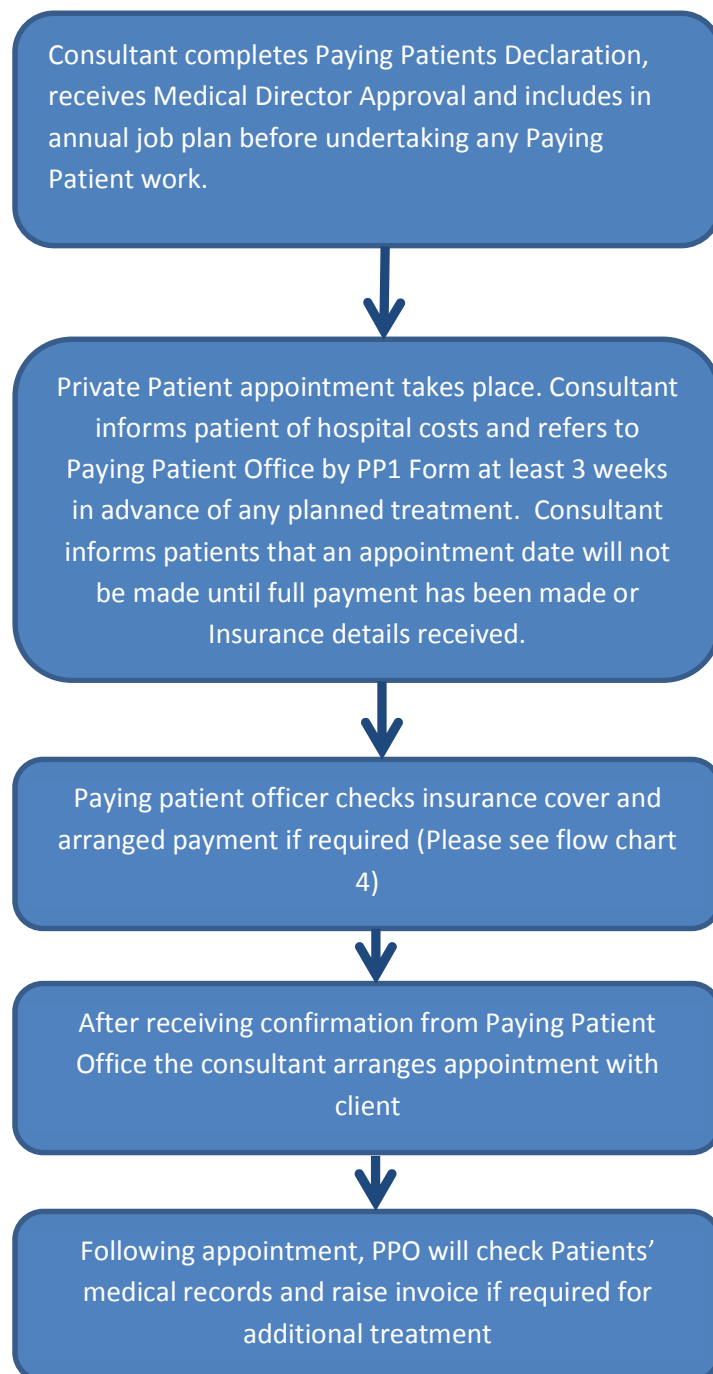 Consultant completes Paying Patients Declaration,
receives Medical Director Approval and includes in
annual job plan before undertaking any Paying
Patient work.
Private Patient appointment takes place. Consultant
informs patient of hospital costs and refers to
Paying Patient Office by PP1 Form at least 3 weeks
in advance of any planned treatment.  Consultant
informs patients that an appointment date will not
be made until full payment has been made or
Insurance details received.
Paying patient officer checks insurance cover and
arranged payment if required (Please see flow chart
4)
After receiving confirmation from Paying Patient
Office the consultant arranges appointment with
client
Following appointment, PPO will check Patients’
medical records and raise invoice if required for
additional treatment